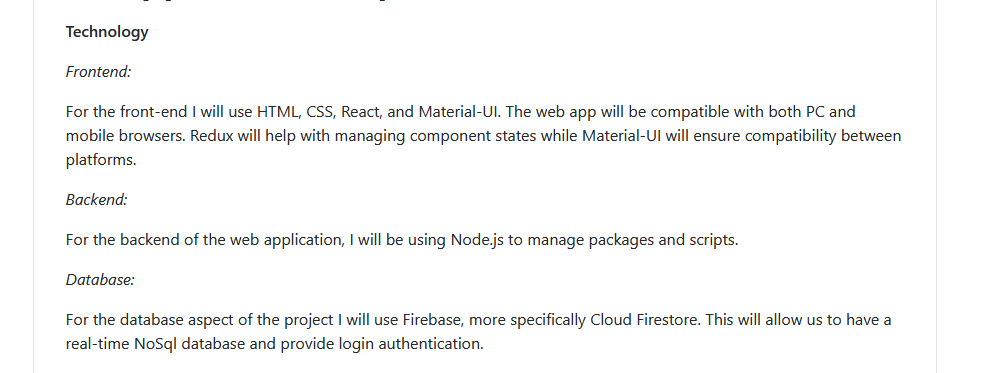 Technology
Frontend:
For the front-end I will use HTML, CSS, React, and Material-UI. The web app will be compatible with both PC and
mobile browsers. Redux will help with managing component states while Material-UI will ensure compatibility between
platforms.
Backend:
For the backend of the web application, I will be using Node.js to manage packages and scripts.
Database:
For the database aspect of the project I will use Firebase, more specifically Cloud Firestore. This will allow us to have a
real-time NoSql database and provide login authentication.